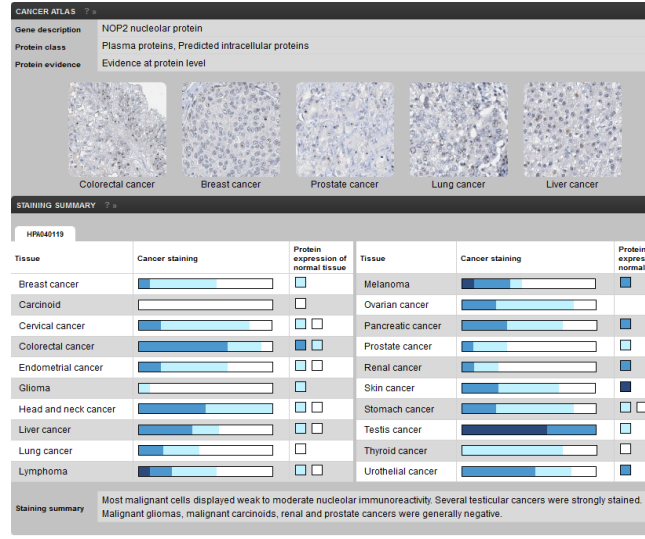 CANCER ATLAS ? »
Gene description NOP2 nucleolar protein
Protein class Plasma proteins, Predicted intracellular proteins
Protein evidence Evidence at protein level
Colorectal cancer Breast cancer Prostate cancer Lung cancer Liver cancer
STAINING SUMMARY ? »
HPA040119
Tissue Cancer staining Protein expression of normal tissue
Breast cancer
Carcinoid
Cervical cancer
Colorectal cancer
Endometrial cancer
Glioma
Head and neck cancer
Liver cancer
Lung cancer
Lymphoma
Tissue Cancer staining Protein expres normal
Melanoma
Ovarian cancer
Pancreatic cancer
Prostate cancer
Renal cancer
Skin cancer
Stomach cancer
Testis cancer
Thyroid cancer
Urothelial cancer
Staining summary
Most malignant cells displayed weak to moderate nucleolar immunoreactivity. Several testicular cancers were strongly stained.
Malignant gliomas, malignant carcinoids, renal and prostate cancers were generally negative.